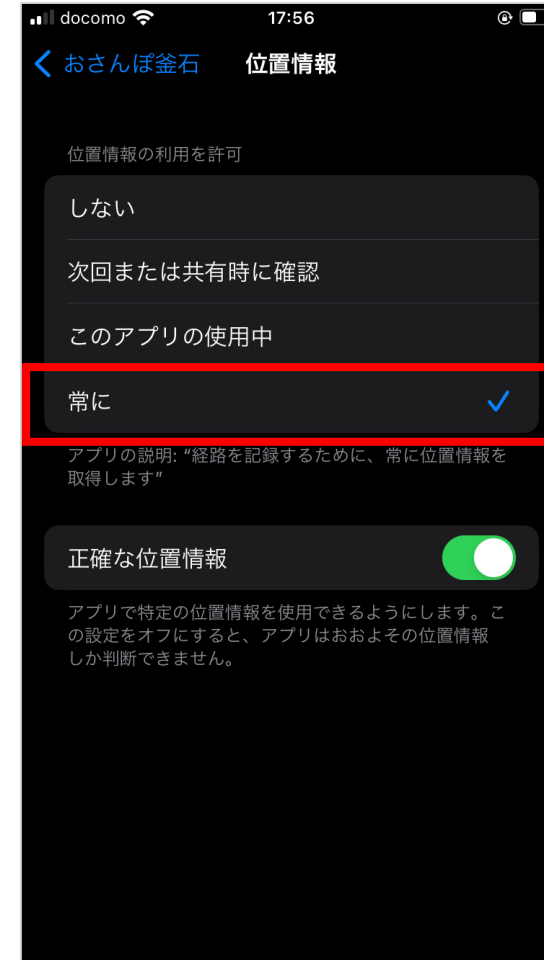 docomo 17:56
おさんぽ釜石 位置情報
位置情報の利用を許可
しない
次回または共有時に確認
このアプリの使用中
常に
アプリの説明: “経路を記録するために、常に位置情報を
取得します”
正確な位置情報
アプリで特定の位置情報を使用できるようにします。こ
の設定をオフにすると、アプリはおおよその位置情報
しか判断できません。